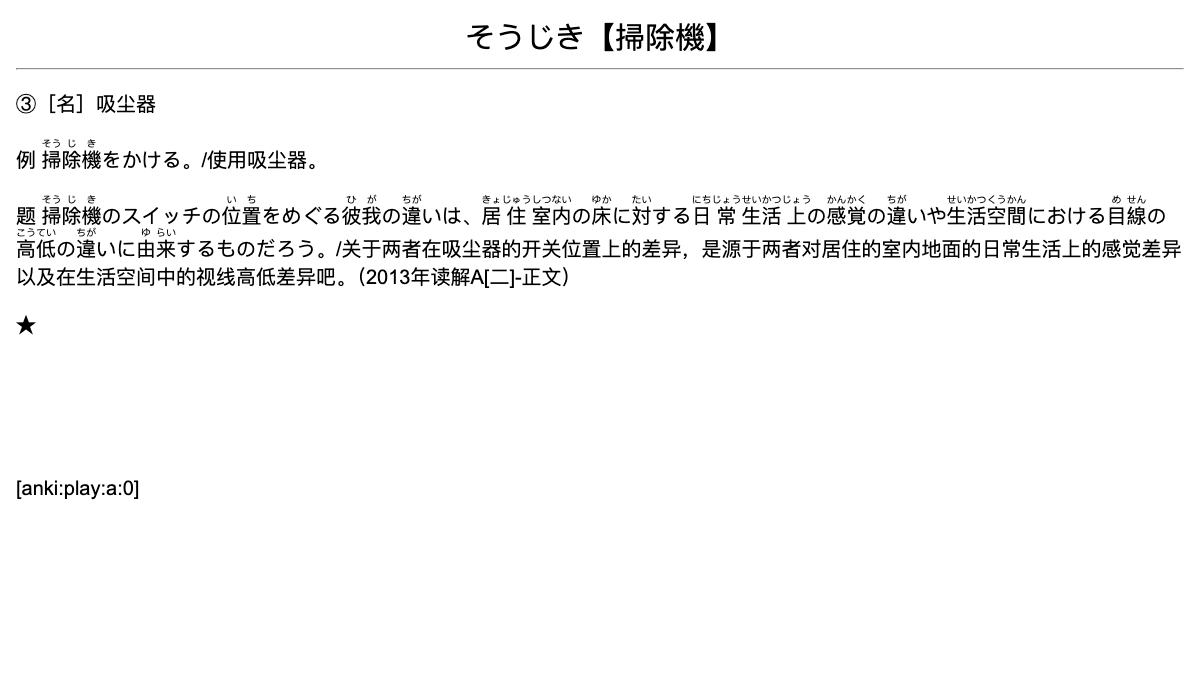 そうじき【掃除機】
③［名］吸尘器
例 掃除機をかける。/使用吸尘器。
题 掃除機のスイッチの位置をめぐる彼我の違いは、居住室内の床に対する日常生活上の感覚の違いや生活空間における目線の
高低の違いに由来するものだろう。/关于两者在吸尘器的开关位置上的差异，是源于两者对居住的室内地面的日常生活上的感觉差异
以及在生活空间中的视线高低差异吧。（2013年读解A[二]-正文）
★
[anki:play:a:0]